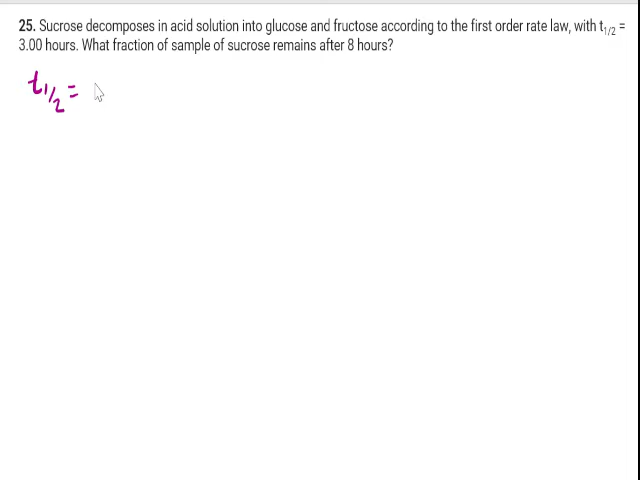 25. Sucrose decomposes in acid solution into glucose and fructose according to the first order rate law, with t1/2 =
3.00 hours. What fraction of sample of sucrose remains after 8 hours?
t1/2 =